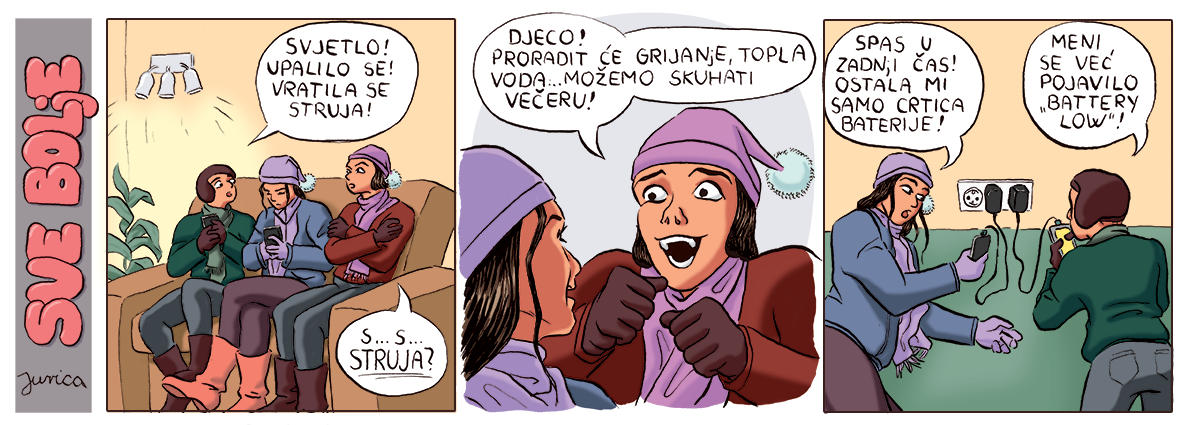 SVE BOLjE
Jurica
SVJETLO!
UPALILO SE!
VRATILA SE
STRUJA!
S... S...
STRUJA?
DJECO!
PRORADIT ĆE GRIJANjE, TOPLA
VODA... MOŽEMO SKUHATI
VEČERU!
SPAS U
ZADNjI ČAS!
OSTALA MI
SAMO CRTICA
BATERIJE!
MENI
SE VEĆ
POJAVILO
„BATTERY
LOW“!